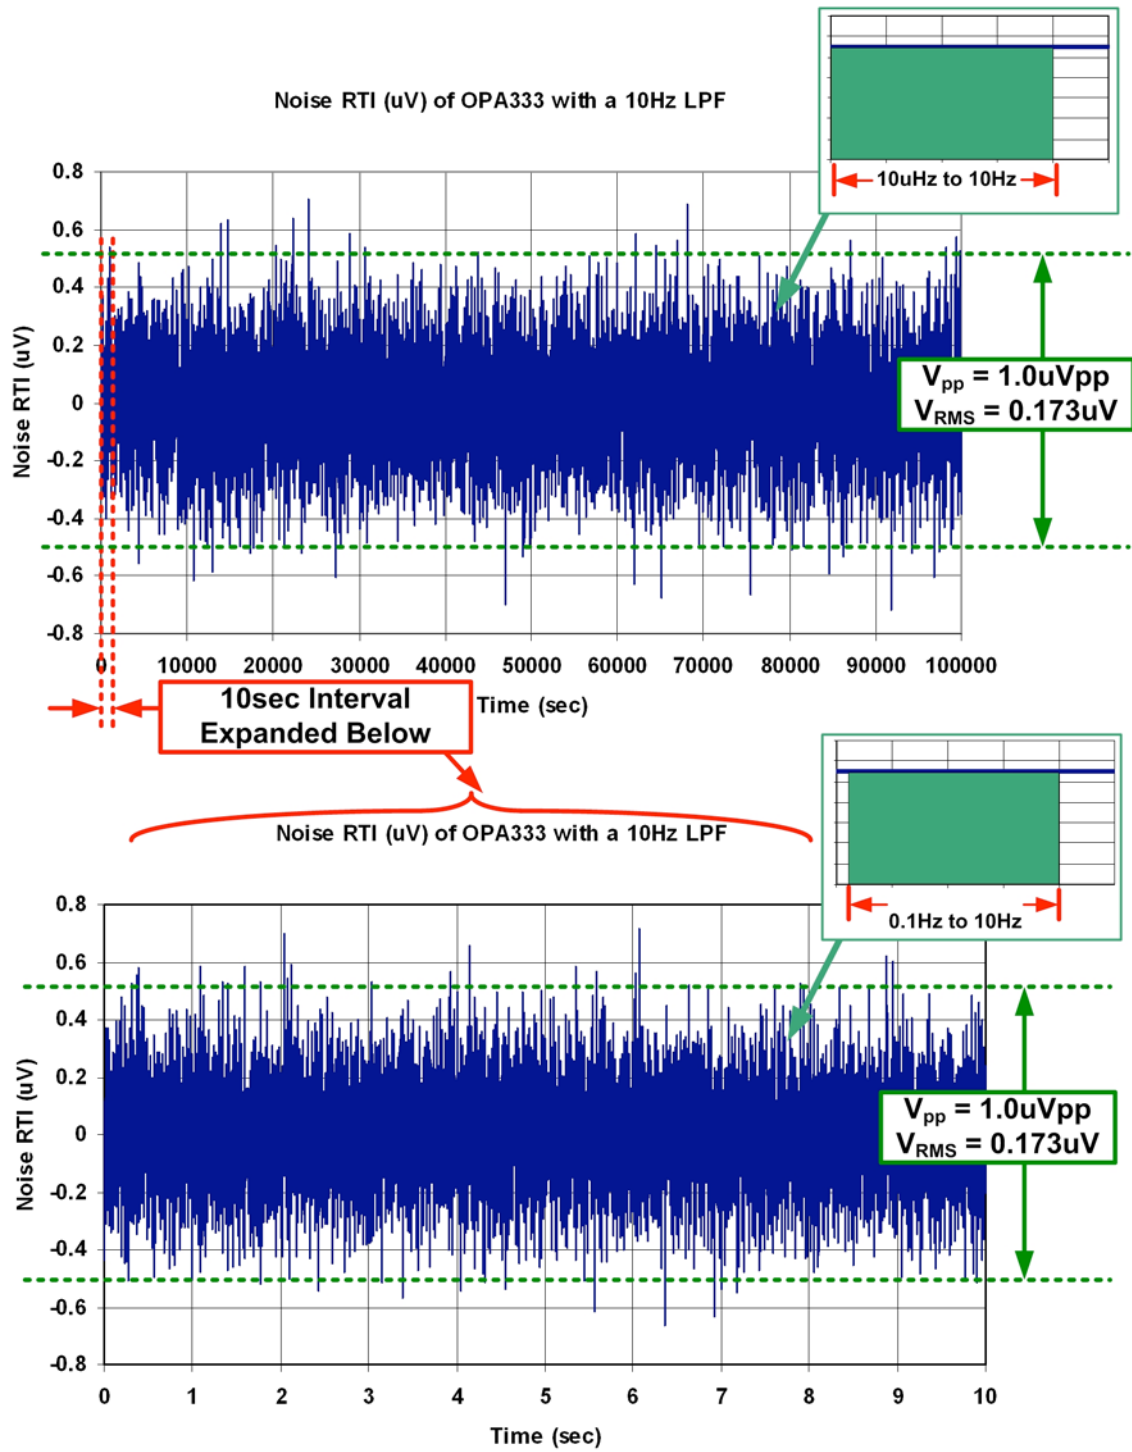 10uHz to 10Hz
Noise RTI (uV) of OPA333 with a 10Hz LPF
0.8
0.6
0.4
0.2
0
-0.2
-0.4
-0.6
-0.8
Noise RTI (uV)
0 10000 20000 30000 40000 50000 60000 70000 80000 90000 100000
Time (sec)
Vpp = 1.0uVpp
VRMS = 0.173uV
10sec Interval
Expanded Below
Noise RTI (uV) of OPA333 with a 10Hz LPF
0.1Hz to 10Hz
0.8
0.6
0.4
0.2
0
-0.2
-0.4
-0.6
-0.8
Noise RTI (uV)
0 1 2 3 4 5 6 7 8 9 10
Time (sec)
Vpp = 1.0uVpp
VRMS = 0.173uV